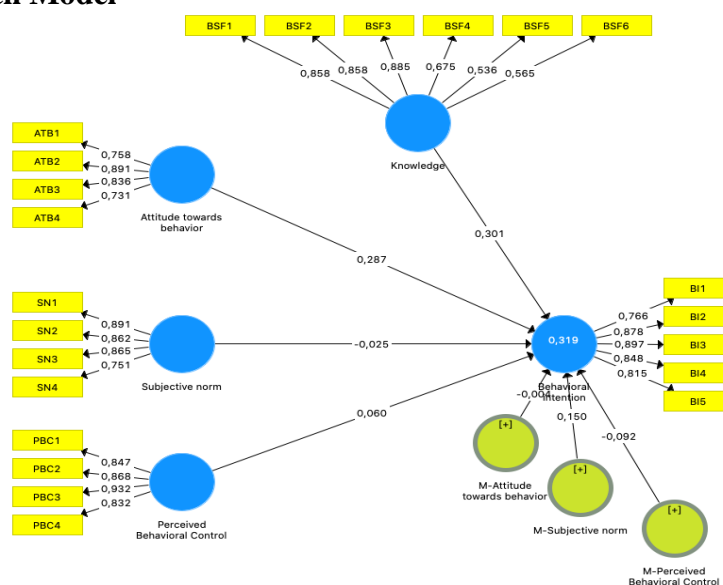 BSF1 BSF2 BSF3 BSF4 BSF5 BSF6
0,858 0,858 0,885 0,675 0,536 0,565
Knowledge
ATB1
ATB2
ATB3
ATB4
0,758
0,891
0,836
0,731
Attitude towards
behavior
0,301
0,287
SN1
SN2
SN3
SN4
0,891
0,862
0,865
0,751
Subjective norm
-0,025
0,319
Behavioral
Intention
0,766
0,878
0,897
0,848
0,815
BI1
BI2
BI3
BI4
BI5
PBC1
PBC2
PBC3
PBC4
0,847
0,868
0,932
0,832
Perceived
Behavioral Control
0,060
-0,004
0,150
-0,092
[+]
M-Attitude
towards behavior
[+]
M-Subjective norm
[+]
M-Perceived
Behavioral Control